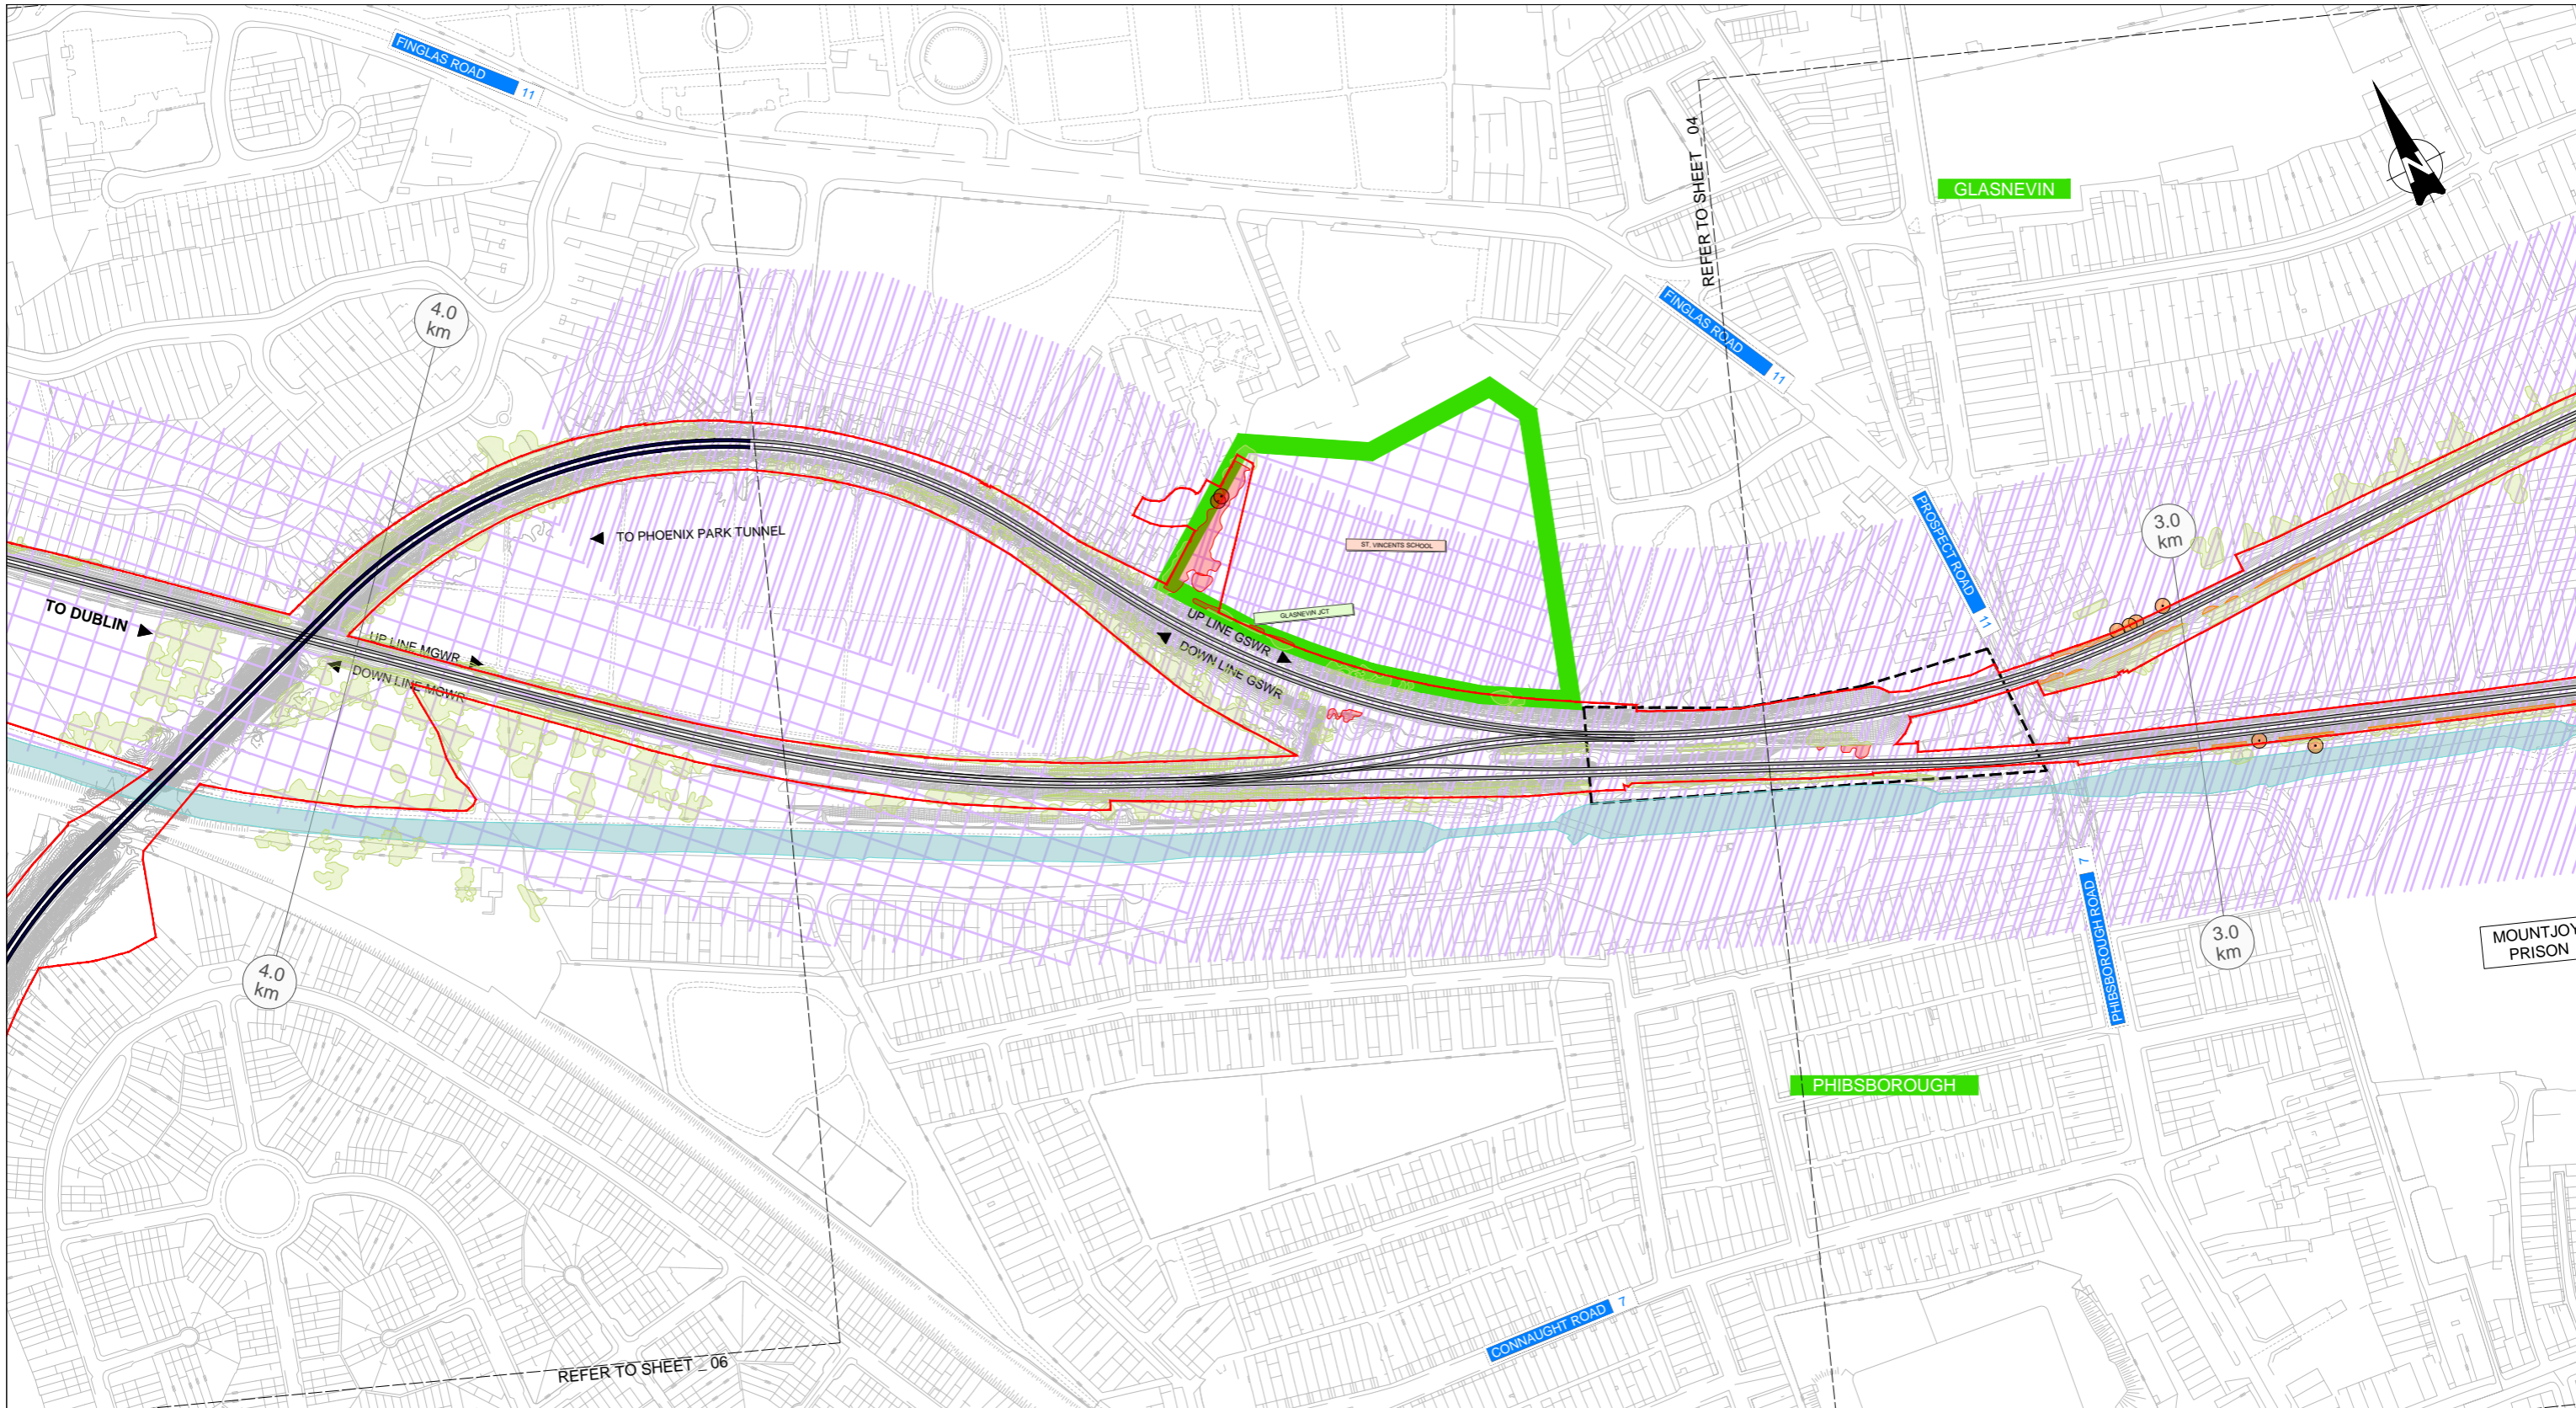 FINGLAS ROAD 11
REFER TO SHEET _ 04
GLASNEVIN
4.0
km
FINGLAS ROAD 11
PROSPECT ROAD 11
3.0
km
TO PHOENIX PARK TUNNEL
ST. VINCENTS SCHOOL
TO DUBLIN
GLASNEVIN JCT
UP LINE GSWR
DOWN LINE GSWR
UP LINE MGWR
DOWN LINE MGWR
7 PHIBSBOROUGH ROAD
3.0
km
MOUNTJOY
PRISON
4.0
km
PHIBSBOROUGH
CONNAUGHT ROAD 7
REFER TO SHEET _ 06